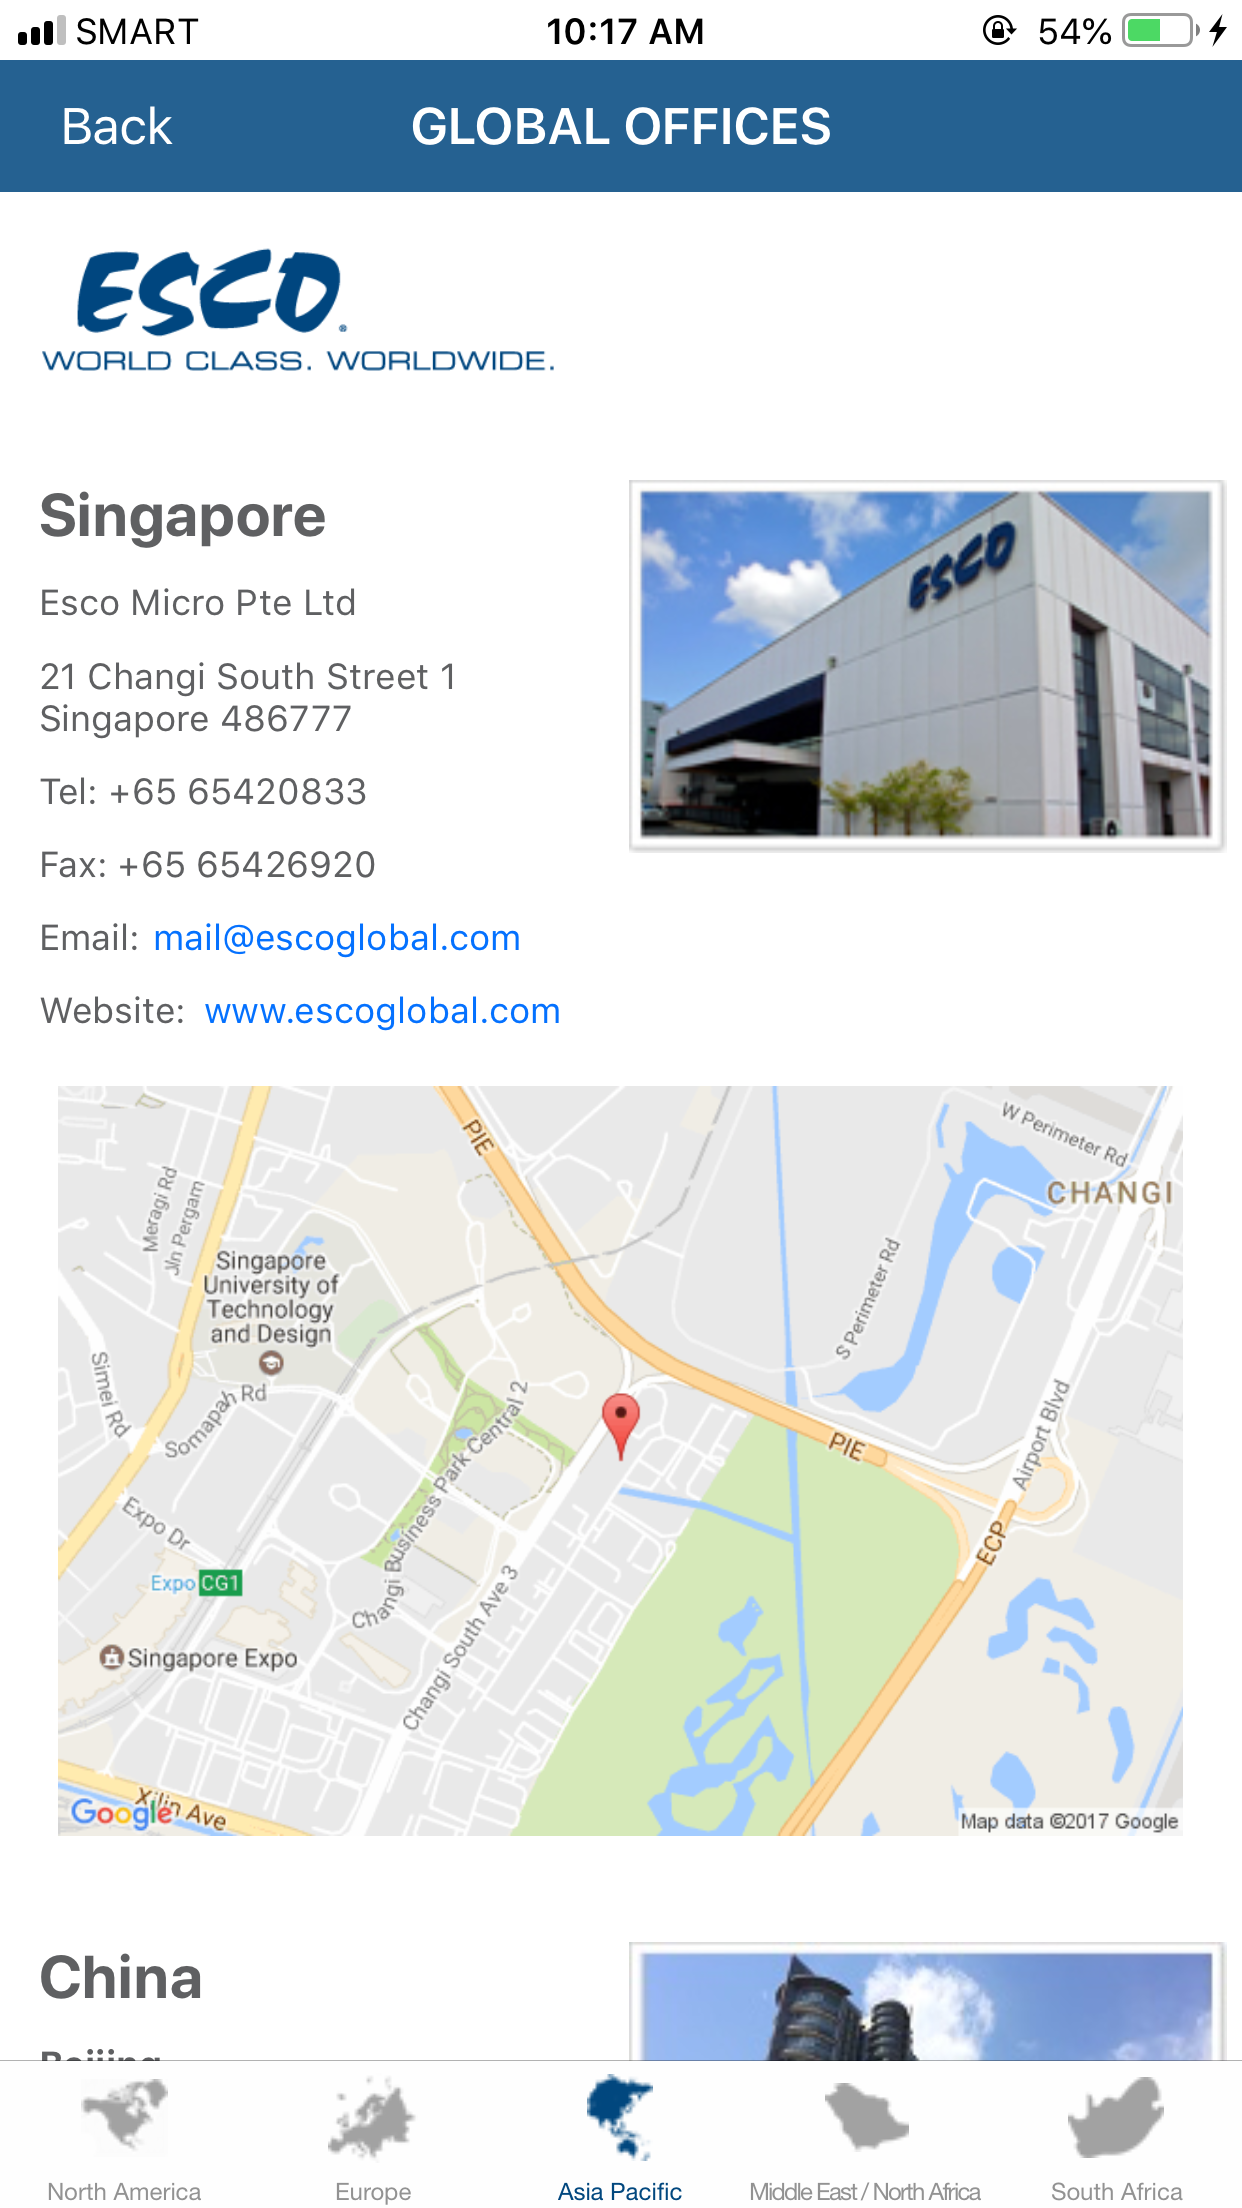 SMART 10:17 AM 54%
Back GLOBAL OFFICES
ESCO®
WORLD CLASS. WORLDWIDE.
Singapore
Esco Micro Pte Ltd
21 Changi South Street 1
Singapore 486777
Tel: +65 65420833
Fax: +65 65426920
Email: mail@escoglobal.com
Website: www.escoglobal.com
ESCO
PIE
W Perimeter Rd
CHANGI
Meragi Rd
Jln Pergam
Singapore
University of
Technology
and Design
S Perimeter Rd
Simei Rd
Somapah Rd
Changi Business Park Central 2
PIE
Airport Blvd
Expo Dr
ECP
Expo CG1
Changi South Ave 3
Singapore Expo
Xilin Ave
Google
Map data ©2017 Google
China
Beijing
North America
Europe
Asia Pacific
Middle East / North Africa
South Africa